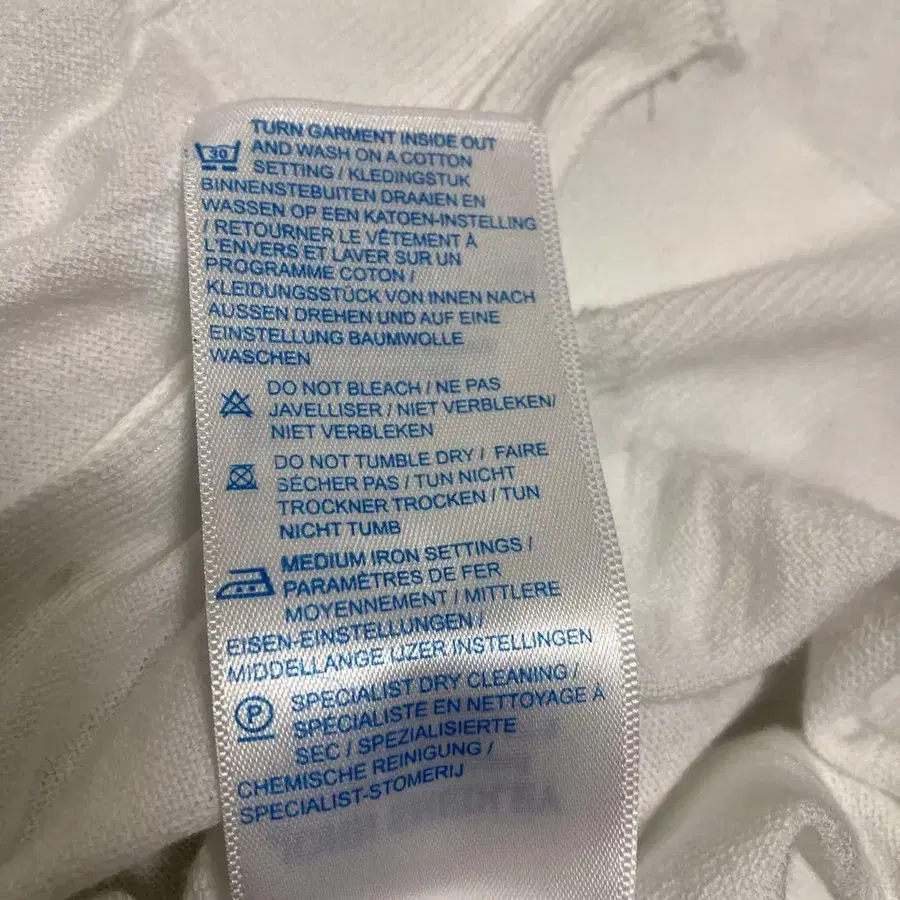 TURN GARMENT INSIDE OUT
30 AND WASH ON A COTTON
SETTING / KLEDINGSTUK
BINNENSTEBUITEN DRAAIEN EN
WASSEN OP EEN KATOEN-INSTELLING
/ RETOURNER LE VÊTEMENT À
L'ENVERS ET LAVER SUR UN
PROGRAMME COTON /
KLEIDUNGSSTÜCK VON INNEN NACH
AUSSEN DREHEN UND AUF EINE
EINSTELLUNG BAUMWOLLE
WASCHEN
DO NOT BLEACH / NE PAS
JAVELLISER / NIET VERBLEKEN/
NIET VERBLEKEN
DO NOT TUMBLE DRY / FAIRE
SÉCHER PAS / TUN NICHT
TROCKNER TROCKEN / TUN
NICHT TUMB
MEDIUM IRON SETTINGS /
PARAMÈTRES DE FER
MOYENNEMENT / MITTLERE
EISEN-EINSTELLUNGEN /
MIDDELLANGE IJZER INSTELLINGEN
SPECIALIST DRY CLEANING /
P SPÉCIALISTE EN NETTOYAGE À
SEC / SPEZIALISIERTE
CHEMISCHE REINIGUNG /
SPECIALIST-STOMERIJ